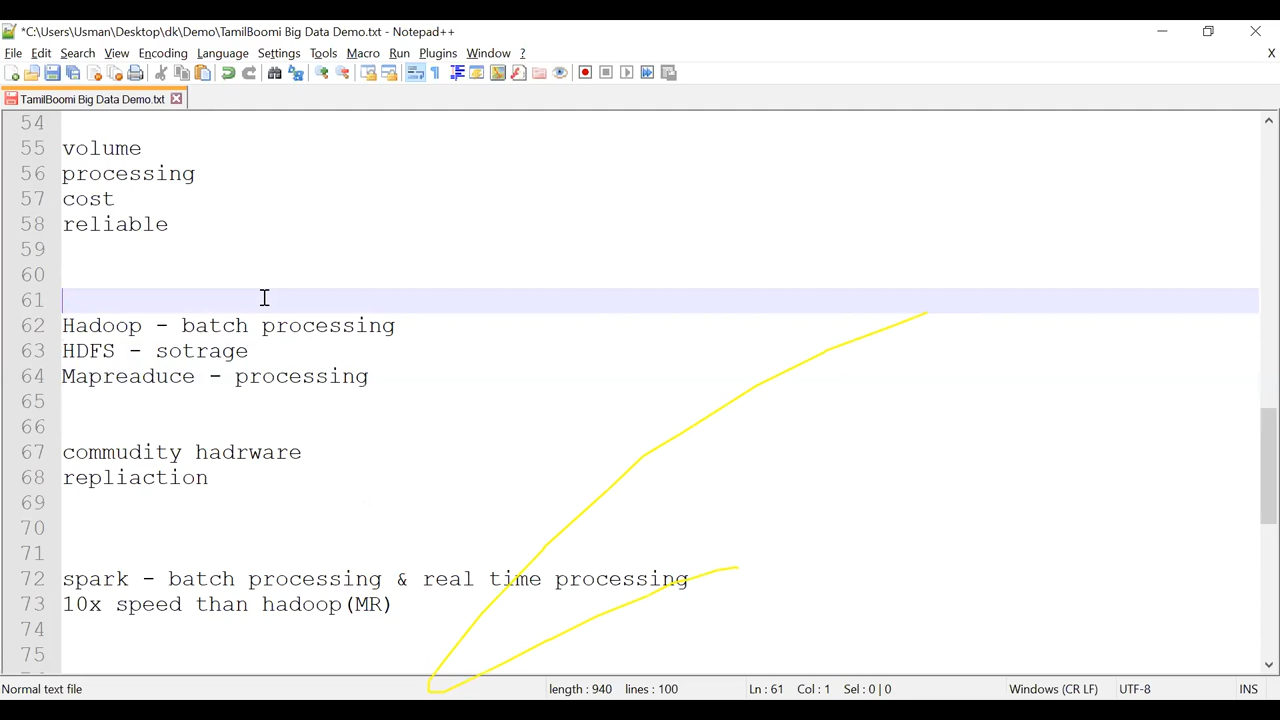 *C:\Users\Usman\Desktop\dk\Demo\TamilBoomi Big Data Demo.txt - Notepad++
File Edit Search View Encoding Language Settings Tools Macro Run Plugins Window ? X
TamilBoomi Big Data Demo.txt
54
55 volume
56 processing
57 cost
58 reliable
59
60
61
62 Hadoop - batch processing
63 HDFS - sotrage
64 Mapreaduce - processing
65
66
67 commudity hadrware
68 repliaction
69
70
71
72 spark - batch processing & real time processing
73 10x speed than hadoop(MR)
74
75
Normal text file length : 940 lines : 100 Ln : 61 Col : 1 Sel : 0 | 0 Windows (CR LF) UTF-8 INS